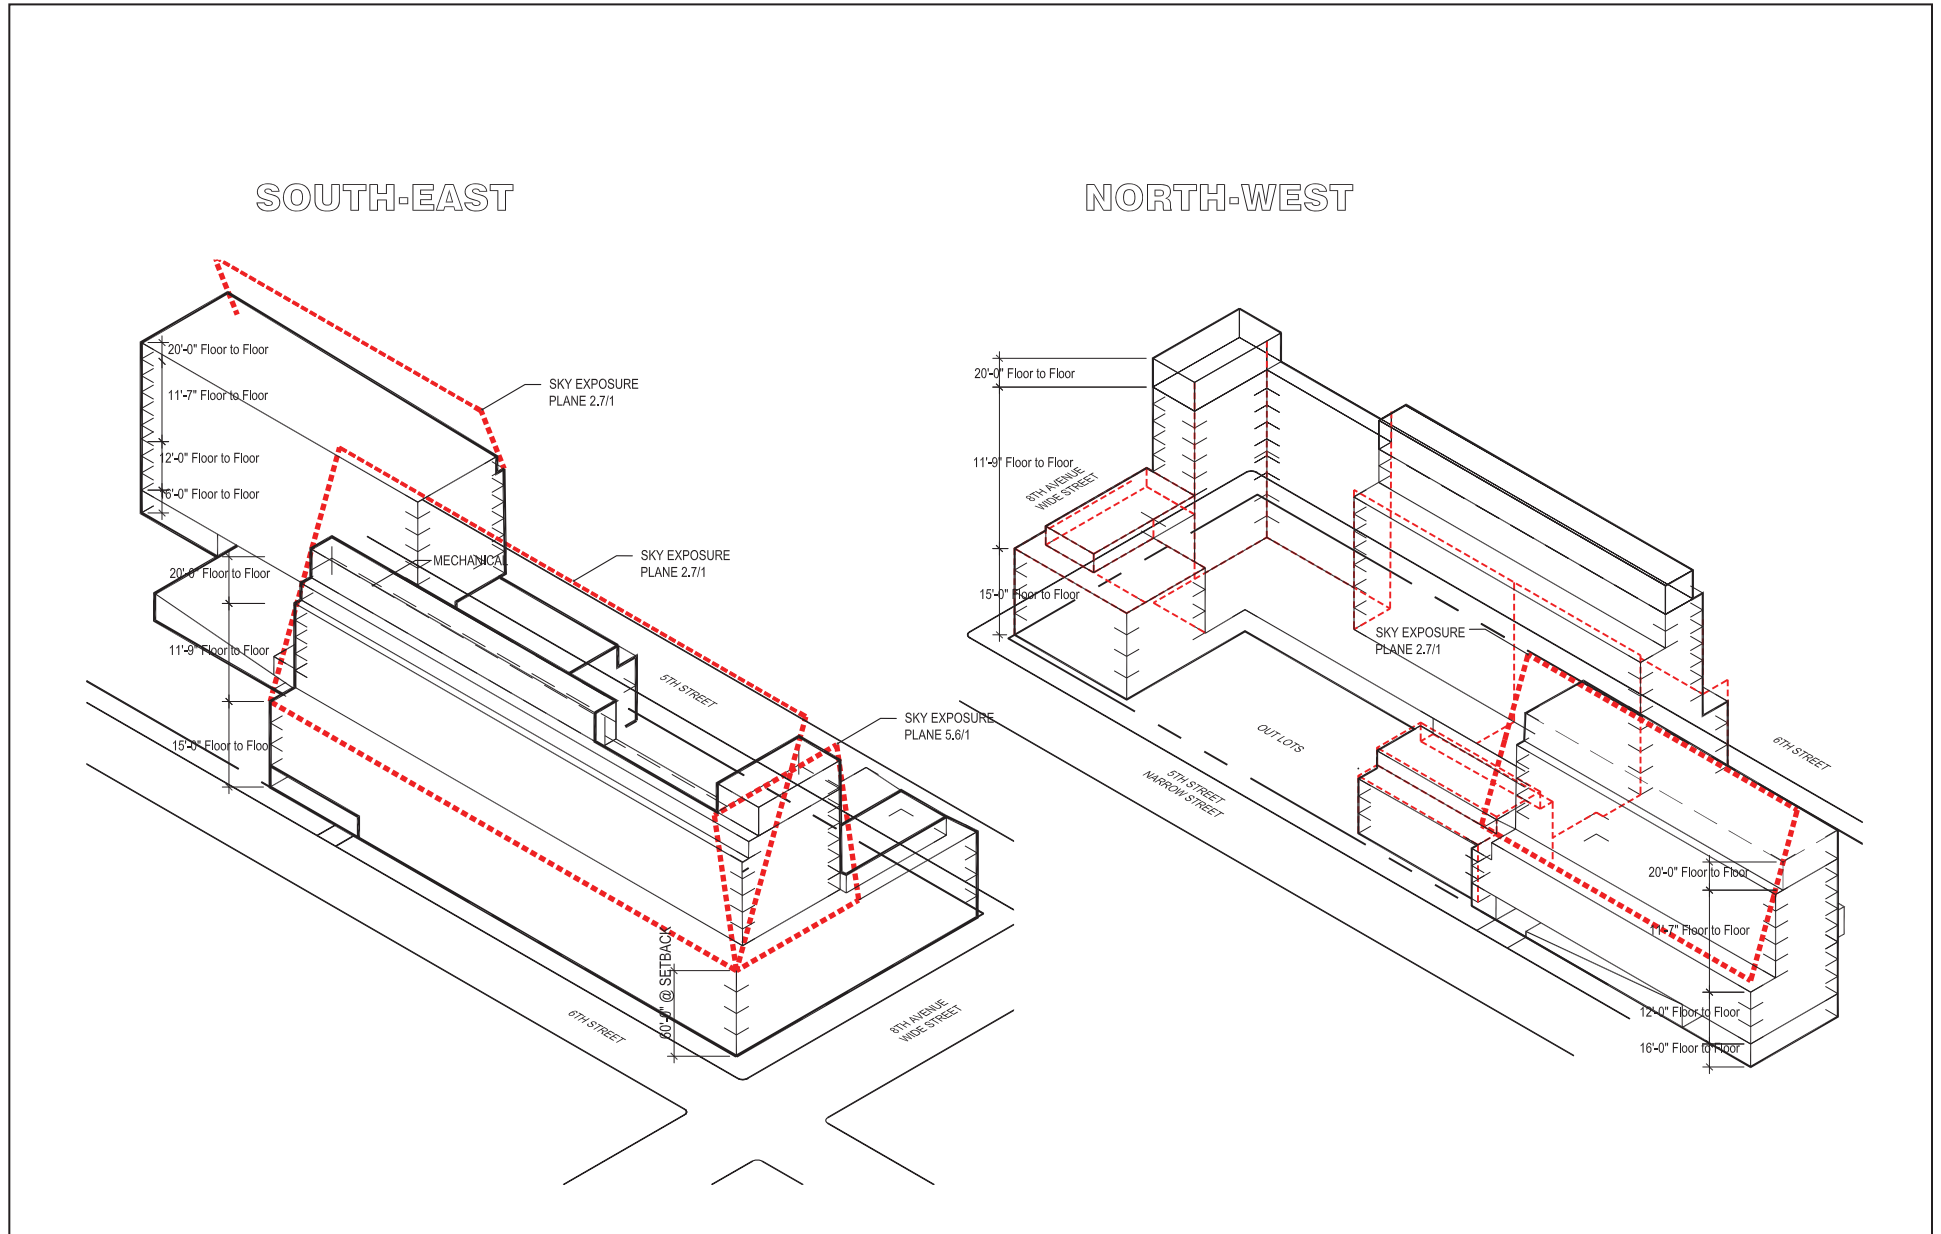 SOUTH-EAST
20'-0" Floor to Floor
11'-7" Floor to Floor
12'-0" Floor to Floor
6'-0" Floor to Floor
SKY EXPOSURE
PLANE 2.7/1
MECHANICAL
SKY EXPOSURE
PLANE 2.7/1
20'-0" Floor to Floor
11'-9" Floor to Floor
15'-0" Floor to Floor
5TH STREET
SKY EXPOSURE
PLANE 5.6/1
60'-0" @ SETBACK
6TH STREET
8TH AVENUE
WIDE STREET
NORTH-WEST
20'-0" Floor to Floor
11'-9" Floor to Floor
8TH AVENUE
WIDE STREET
15'-0" Floor to Floor
SKY EXPOSURE
PLANE 2.7/1
OUT LOTS
5TH STREET
NARROW STREET
6TH STREET
20'-0" Floor to Floor
11'-7" Floor to Floor
12'-0" Floor to Floor
16'-0" Floor to Floor